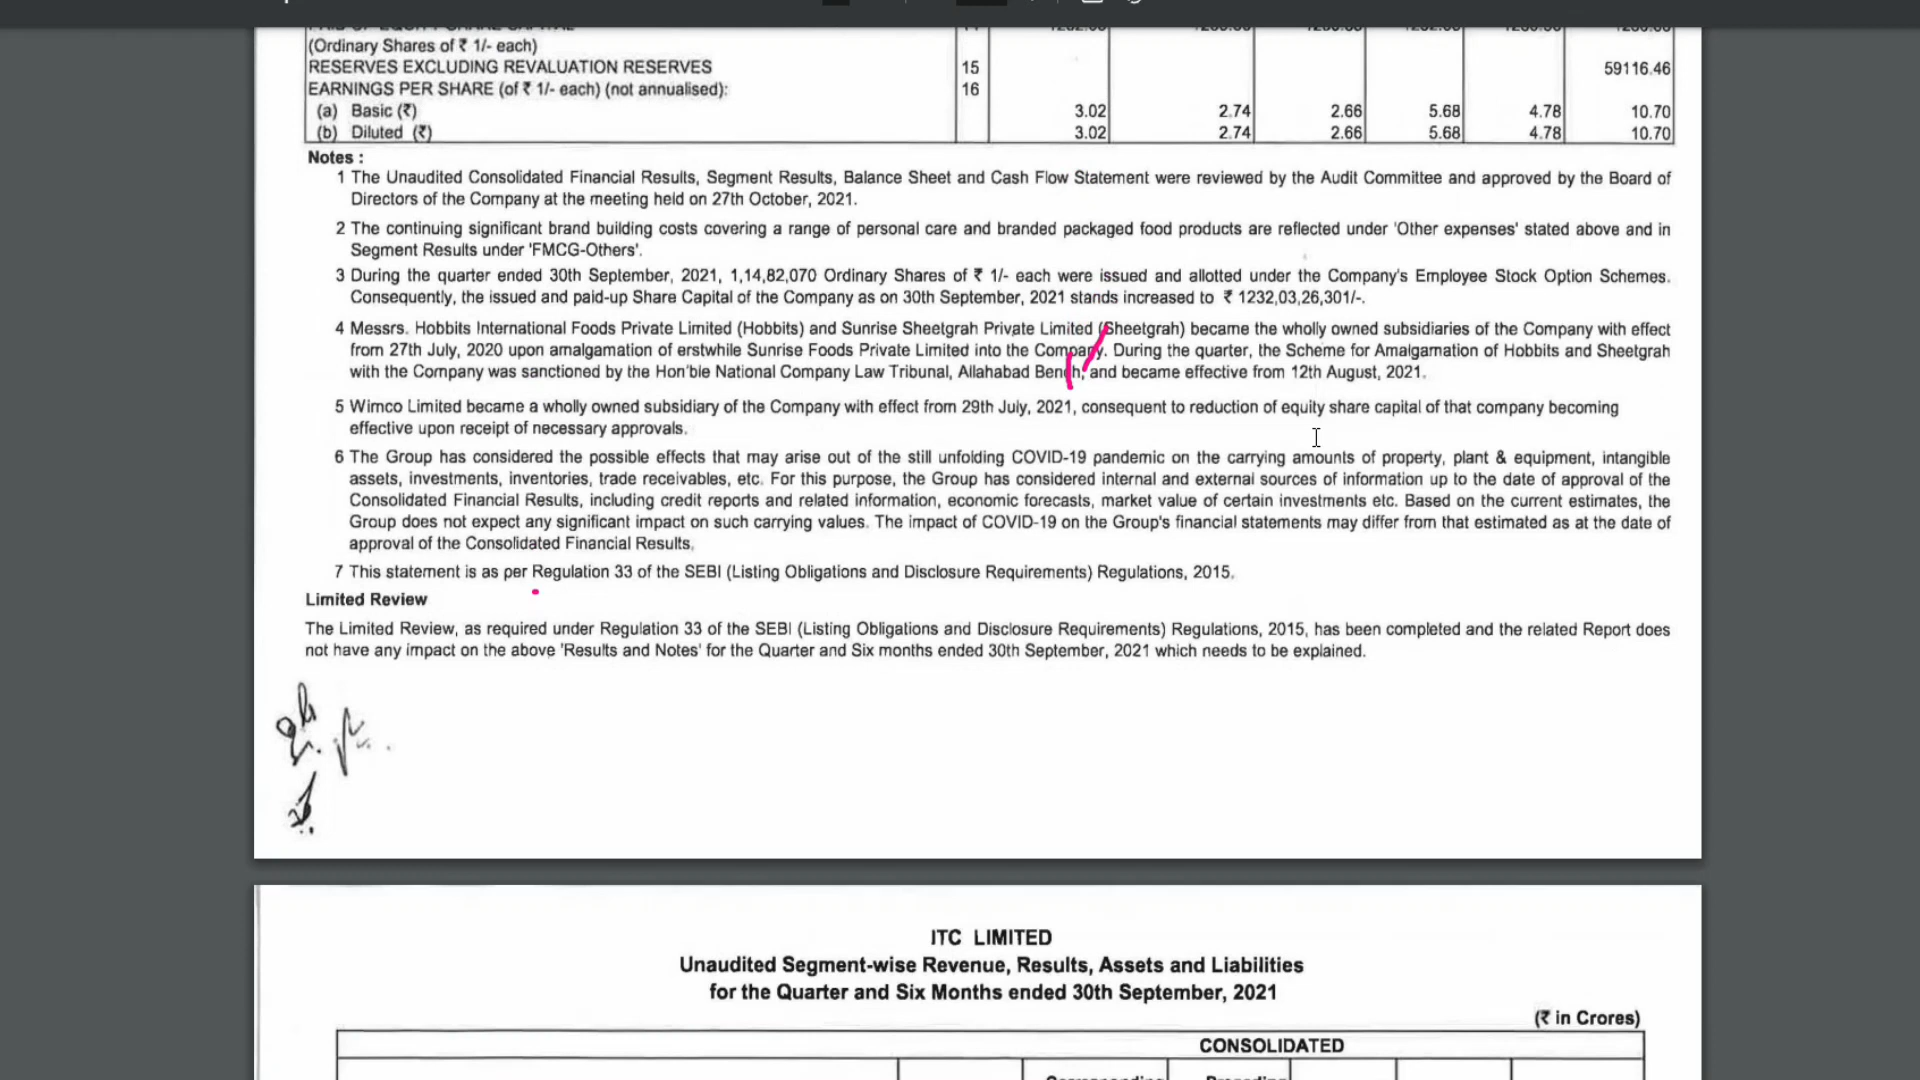 (Ordinary Shares of ₹ 1/- each)
RESERVES EXCLUDING REVALUATION RESERVES 15 59116.46
EARNINGS PER SHARE (of ₹ 1/- each) (not annualised): 16
(a) Basic (₹) 3.02 2.74 2.66 5.68 4.78 10.70
(b) Diluted (₹) 3.02 2.74 2.66 5.68 4.78 10.70
Notes :
1 The Unaudited Consolidated Financial Results, Segment Results, Balance Sheet and Cash Flow Statement were reviewed by the Audit Committee and approved by the Board of
Directors of the Company at the meeting held on 27th October, 2021.
2 The continuing significant brand building costs covering a range of personal care and branded packaged food products are reflected under 'Other expenses' stated above and in
Segment Results under 'FMCG-Others'.
3 During the quarter ended 30th September, 2021, 1,14,82,070 Ordinary Shares of ₹ 1/- each were issued and allotted under the Company's Employee Stock Option Schemes.
Consequently, the issued and paid-up Share Capital of the Company as on 30th September, 2021 stands increased to ₹ 1232,03,26,301/-.
4 Messrs. Hobbits International Foods Private Limited (Hobbits) and Sunrise Sheetgrah Private Limited (Sheetgrah) became the wholly owned subsidiaries of the Company with effect
from 27th July, 2020 upon amalgamation of erstwhile Sunrise Foods Private Limited into the Company. During the quarter, the Scheme for Amalgamation of Hobbits and Sheetgrah
with the Company was sanctioned by the Hon'ble National Company Law Tribunal, Allahabad Bench, and became effective from 12th August, 2021.
5 Wimco Limited became a wholly owned subsidiary of the Company with effect from 29th July, 2021, consequent to reduction of equity share capital of that company becoming
effective upon receipt of necessary approvals.
6 The Group has considered the possible effects that may arise out of the still unfolding COVID-19 pandemic on the carrying amounts of property, plant & equipment, intangible
assets, investments, inventories, trade receivables, etc. For this purpose, the Group has considered internal and external sources of information up to the date of approval of the
Consolidated Financial Results, including credit reports and related information, economic forecasts, market value of certain investments etc. Based on the current estimates, the
Group does not expect any significant impact on such carrying values. The impact of COVID-19 on the Group's financial statements may differ from that estimated as at the date of
approval of the Consolidated Financial Results.
7 This statement is as per Regulation 33 of the SEBI (Listing Obligations and Disclosure Requirements) Regulations, 2015.
Limited Review
The Limited Review, as required under Regulation 33 of the SEBI (Listing Obligations and Disclosure Requirements) Regulations, 2015, has been completed and the related Report does
not have any impact on the above 'Results and Notes' for the Quarter and Six months ended 30th September, 2021 which needs to be explained.
ITC LIMITED
Unaudited Segment-wise Revenue, Results, Assets and Liabilities
for the Quarter and Six Months ended 30th September, 2021
(₹ in Crores)
CONSOLIDATED